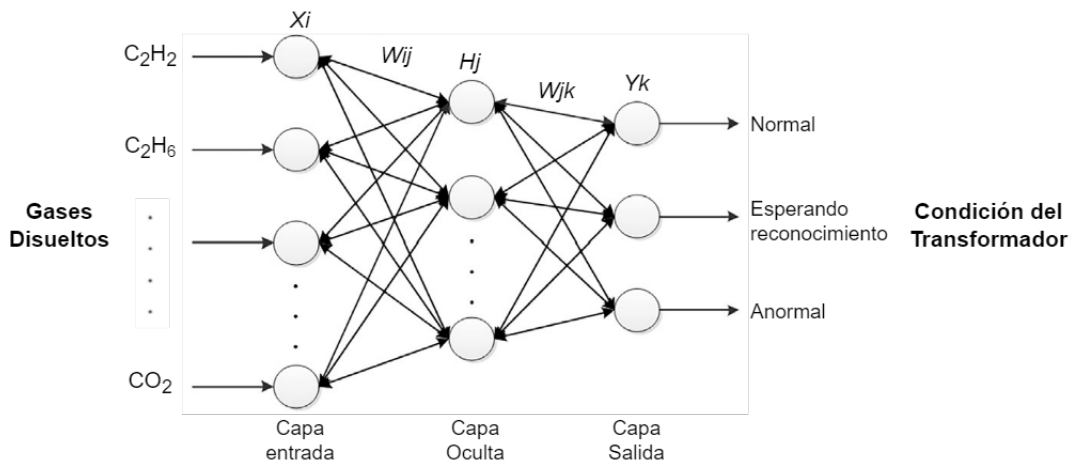 Xi
C₂H₂
Wij
Hj
Wjk
Yk
Normal
C₂H₆
Gases
Disueltos
Esperando
reconocimiento
Condición del
Transformador
Anormal
CO₂
Capa
entrada
Capa
Oculta
Capa
Salida